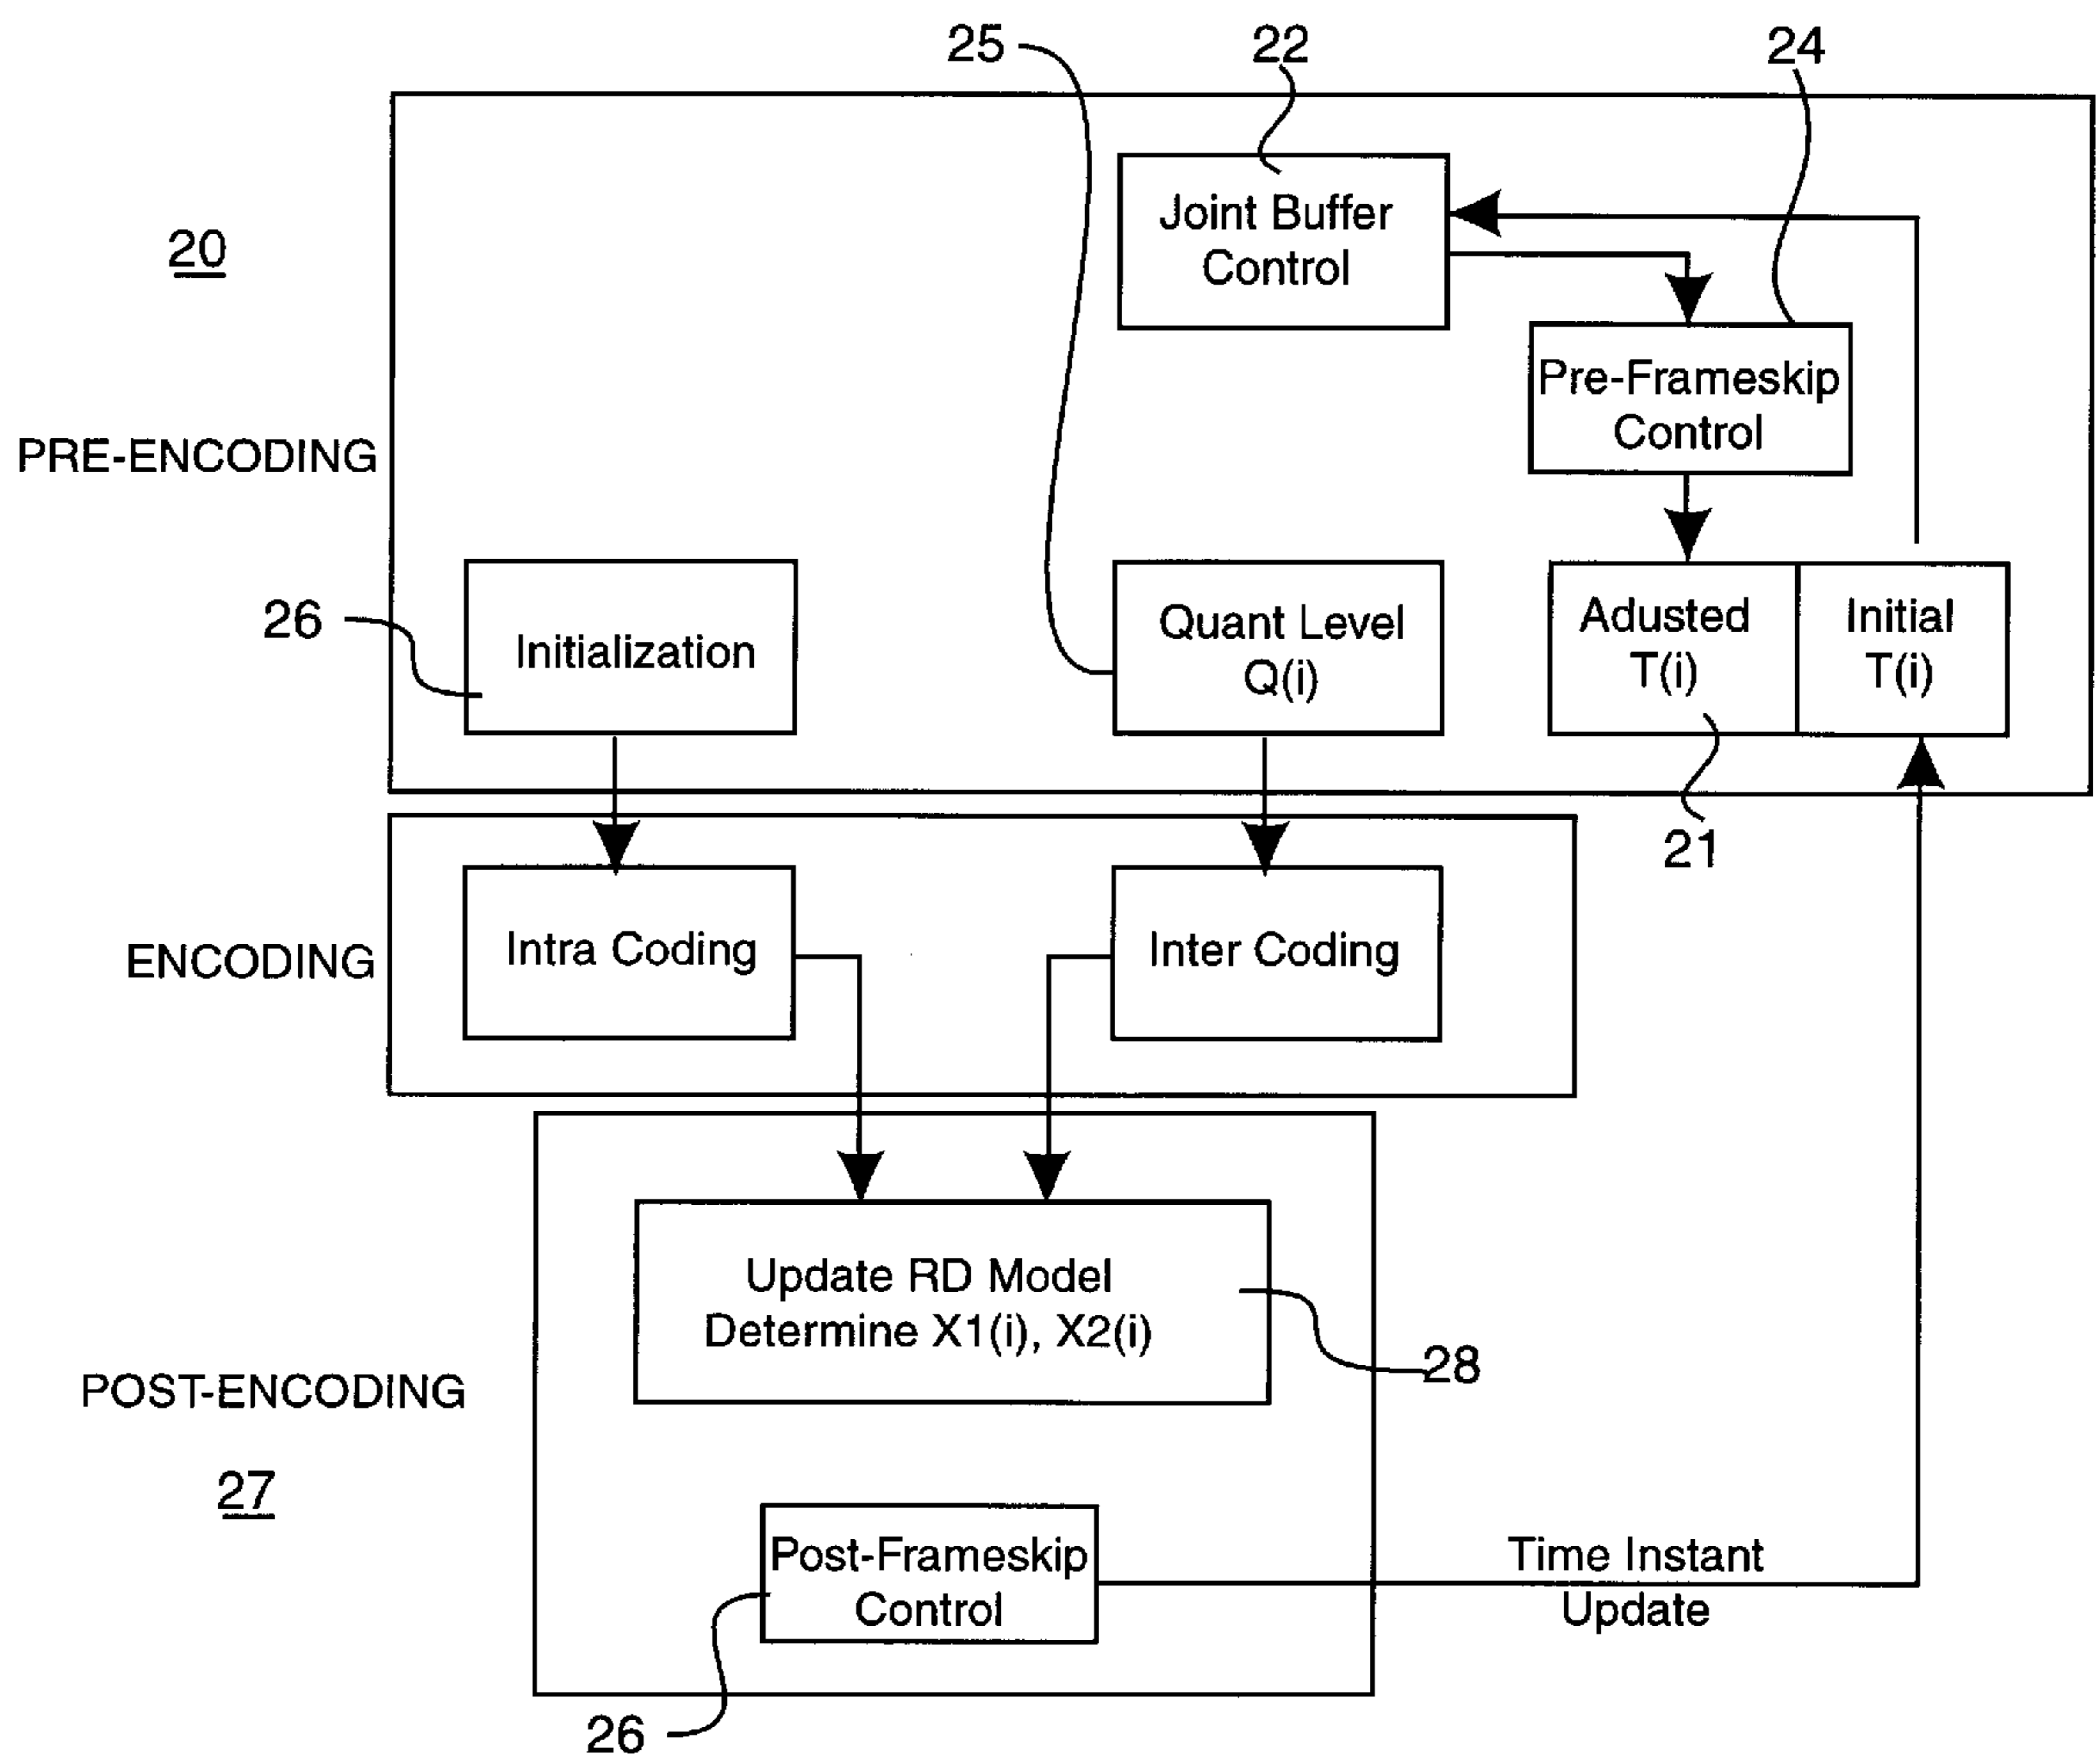 25
22
24
20
Joint Buffer
Control
PRE-ENCODING
Pre-Frameskip
Control
26
Initialization
Quant Level
Q(i)
Adusted
T(i)
Initial
T(i)
21
ENCODING
Intra Coding
Inter Coding
Update RD Model
Determine X1(i), X2(i)
28
POST-ENCODING
27
Post-Frameskip
Control
Time Instant
Update
26